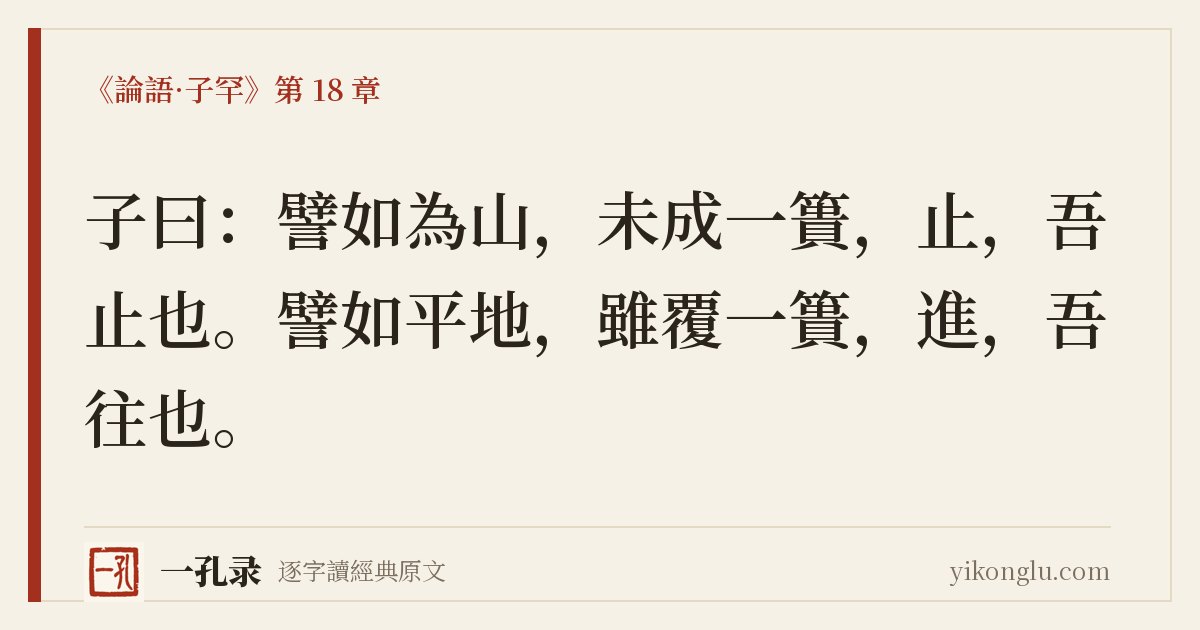 《論語·子罕》第 18 章
子曰：譬如為山，未成一簣，止，吾
止也。譬如平地，雖覆一簣，進，吾
往也。
一孔
一孔录 逐字讀經典原文
yikonglu.com